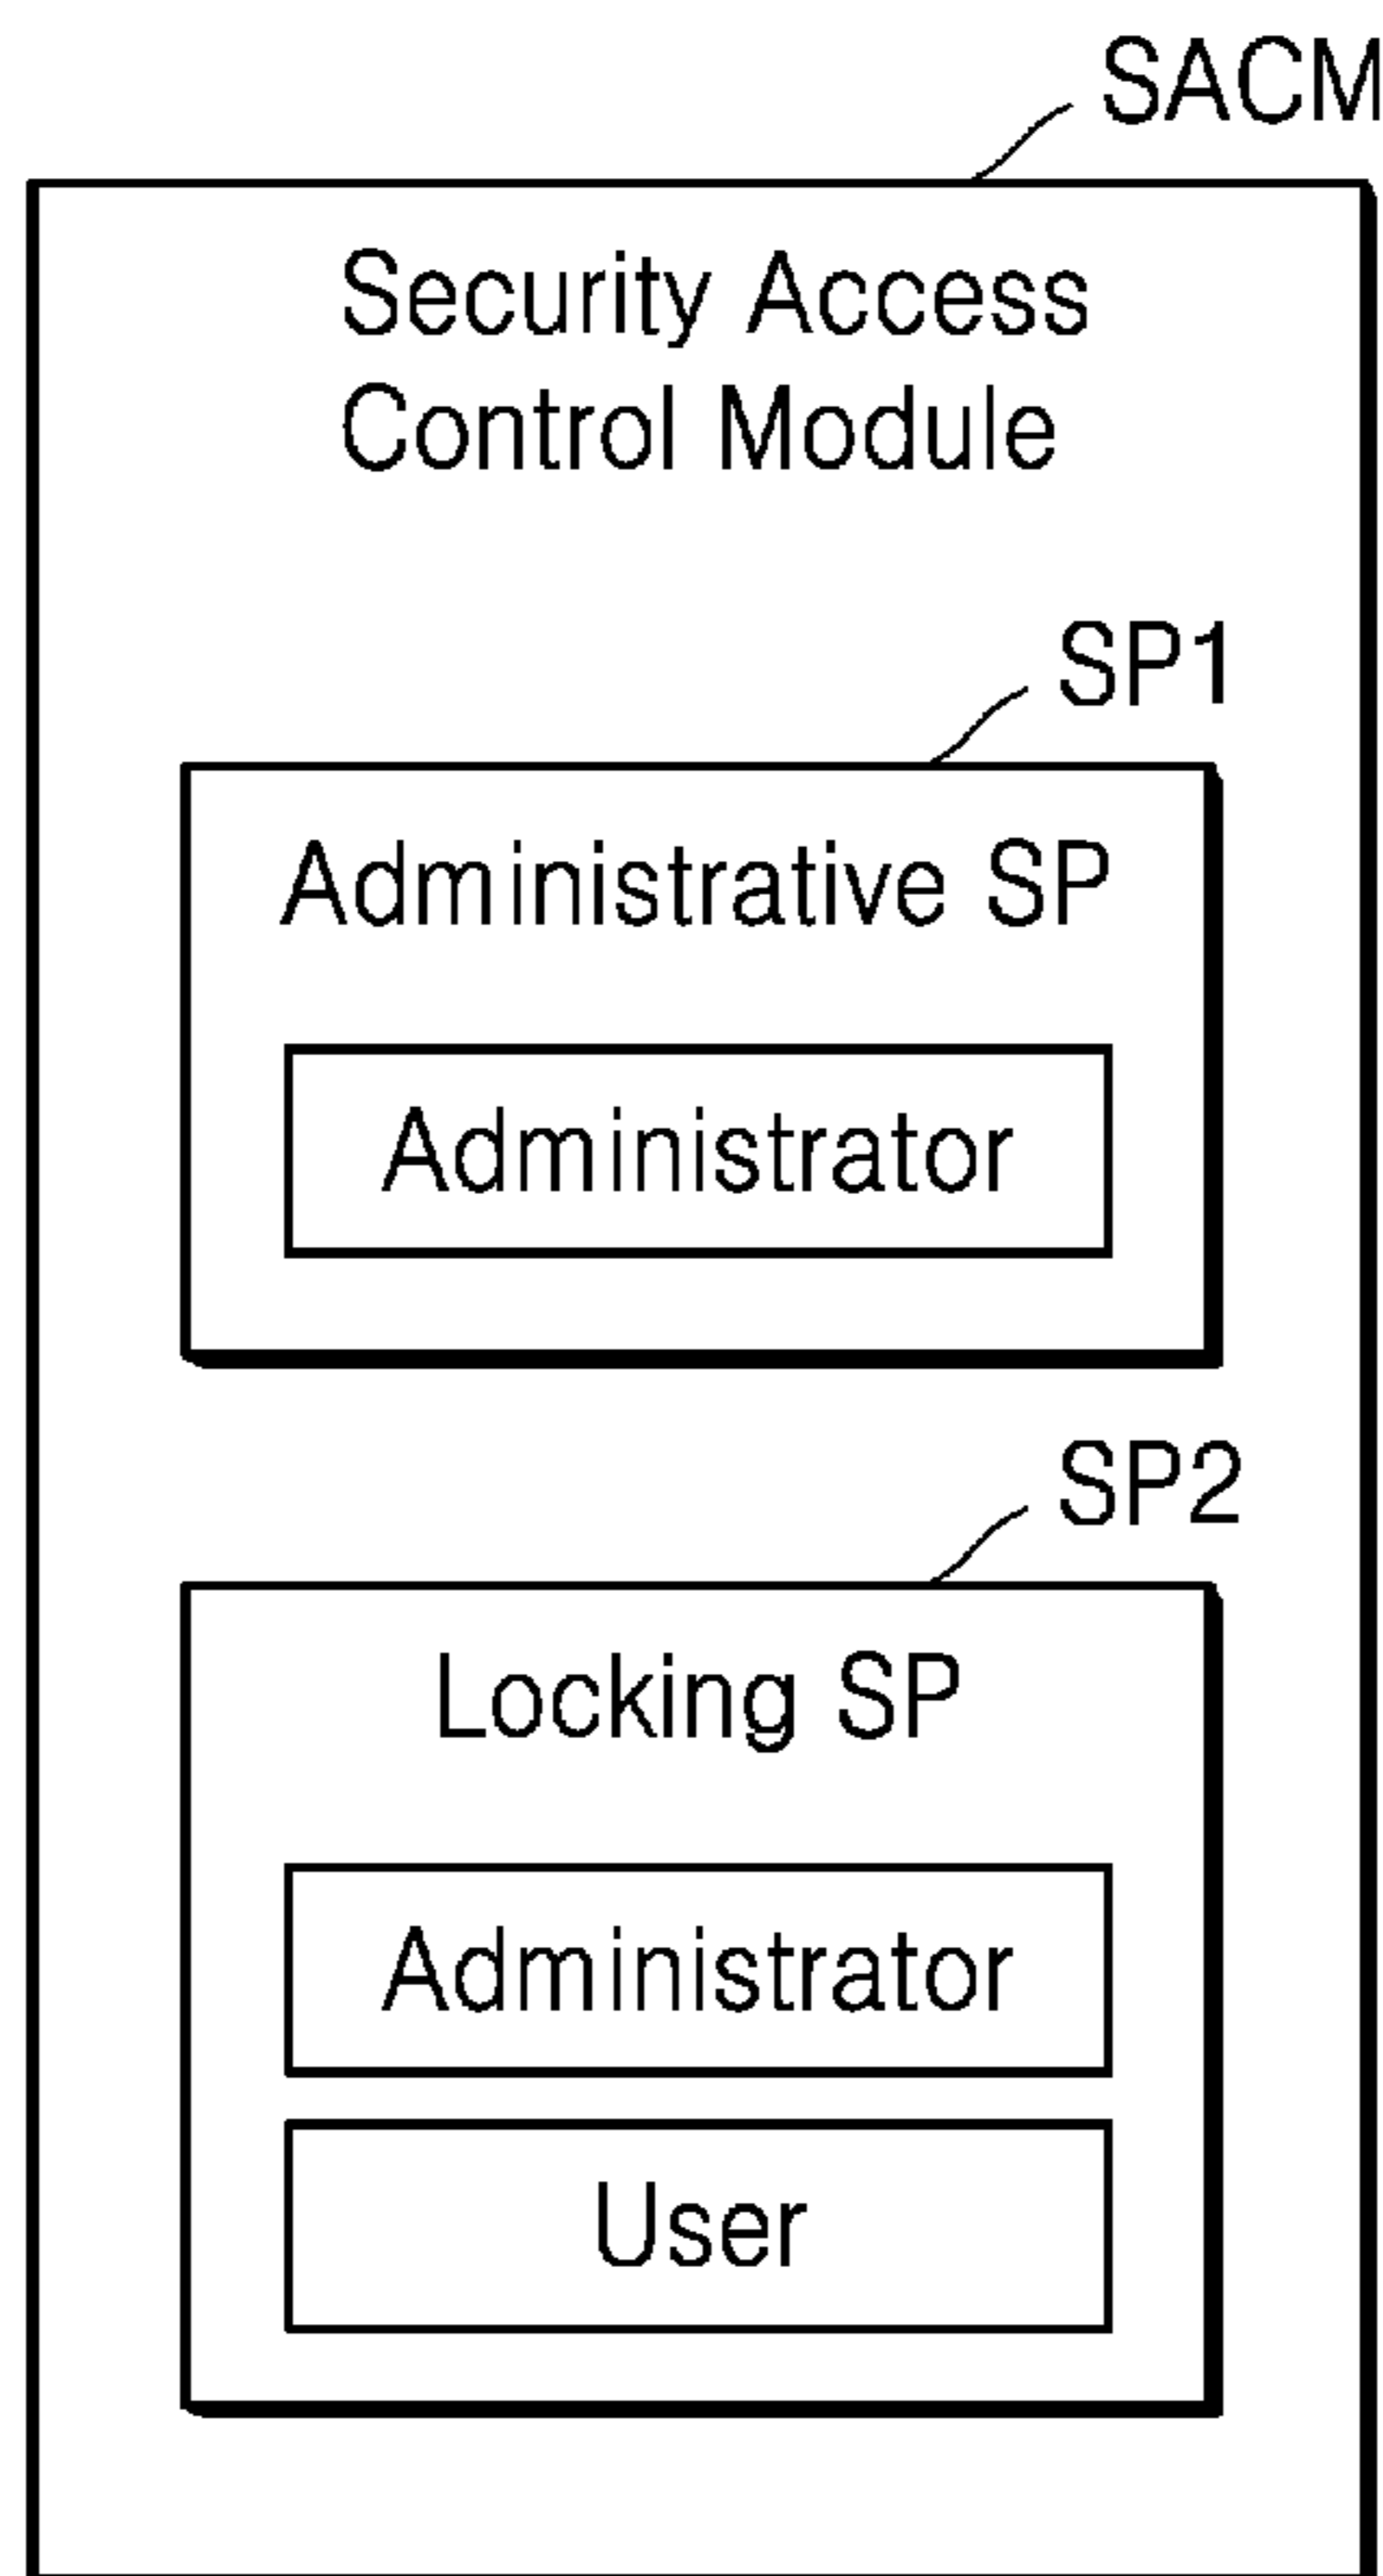 SACM
Security Access
Control Module
SP1
Administrative SP
Administrator
SP2
Locking SP
Administrator
User